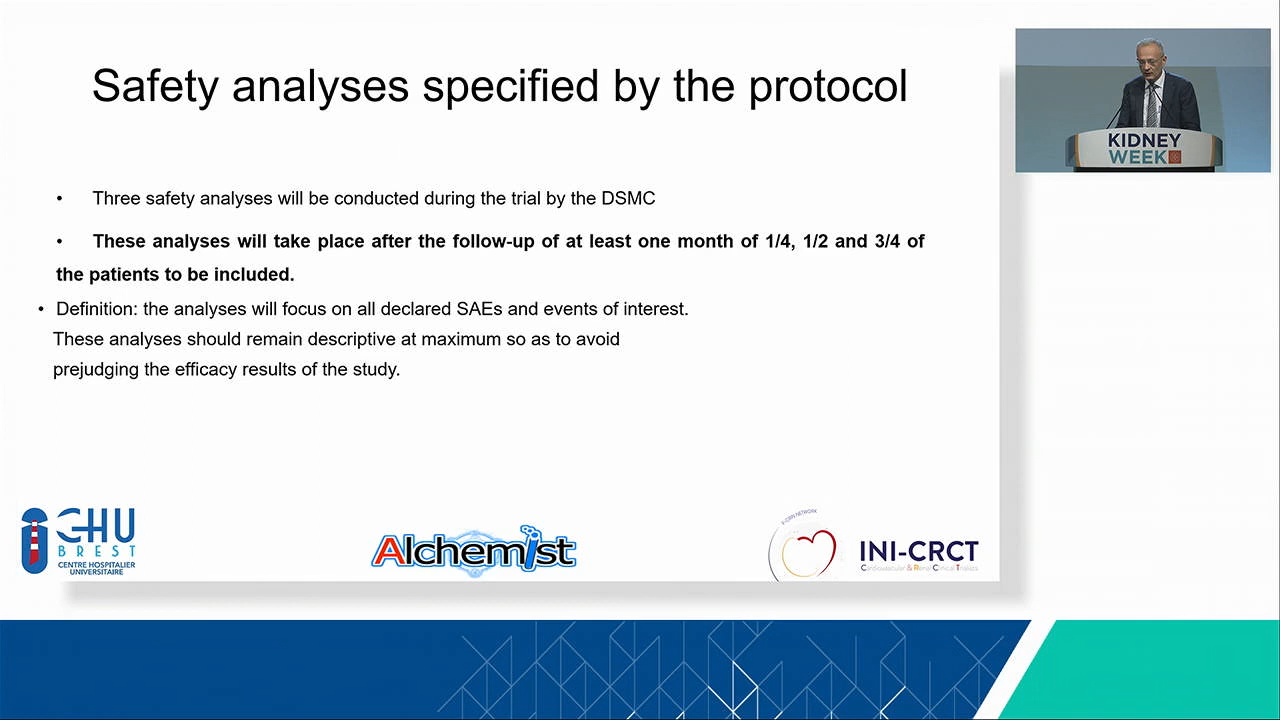 Safety analyses specified by the protocol
KIDNEY
WEEK
• Three safety analyses will be conducted during the trial by the DSMC
• These analyses will take place after the follow-up of at least one month of 1/4, 1/2 and 3/4 of
the patients to be included.
• Definition: the analyses will focus on all declared SAEs and events of interest.
These analyses should remain descriptive at maximum so as to avoid
prejudging the efficacy results of the study.
CHU
BREST
CENTRE HOSPITALIER
UNIVERSITAIRE
Alchemist
F-CRIN NETWORK
INI-CRCT
Cardiovascular & Renal Clinical Trialists